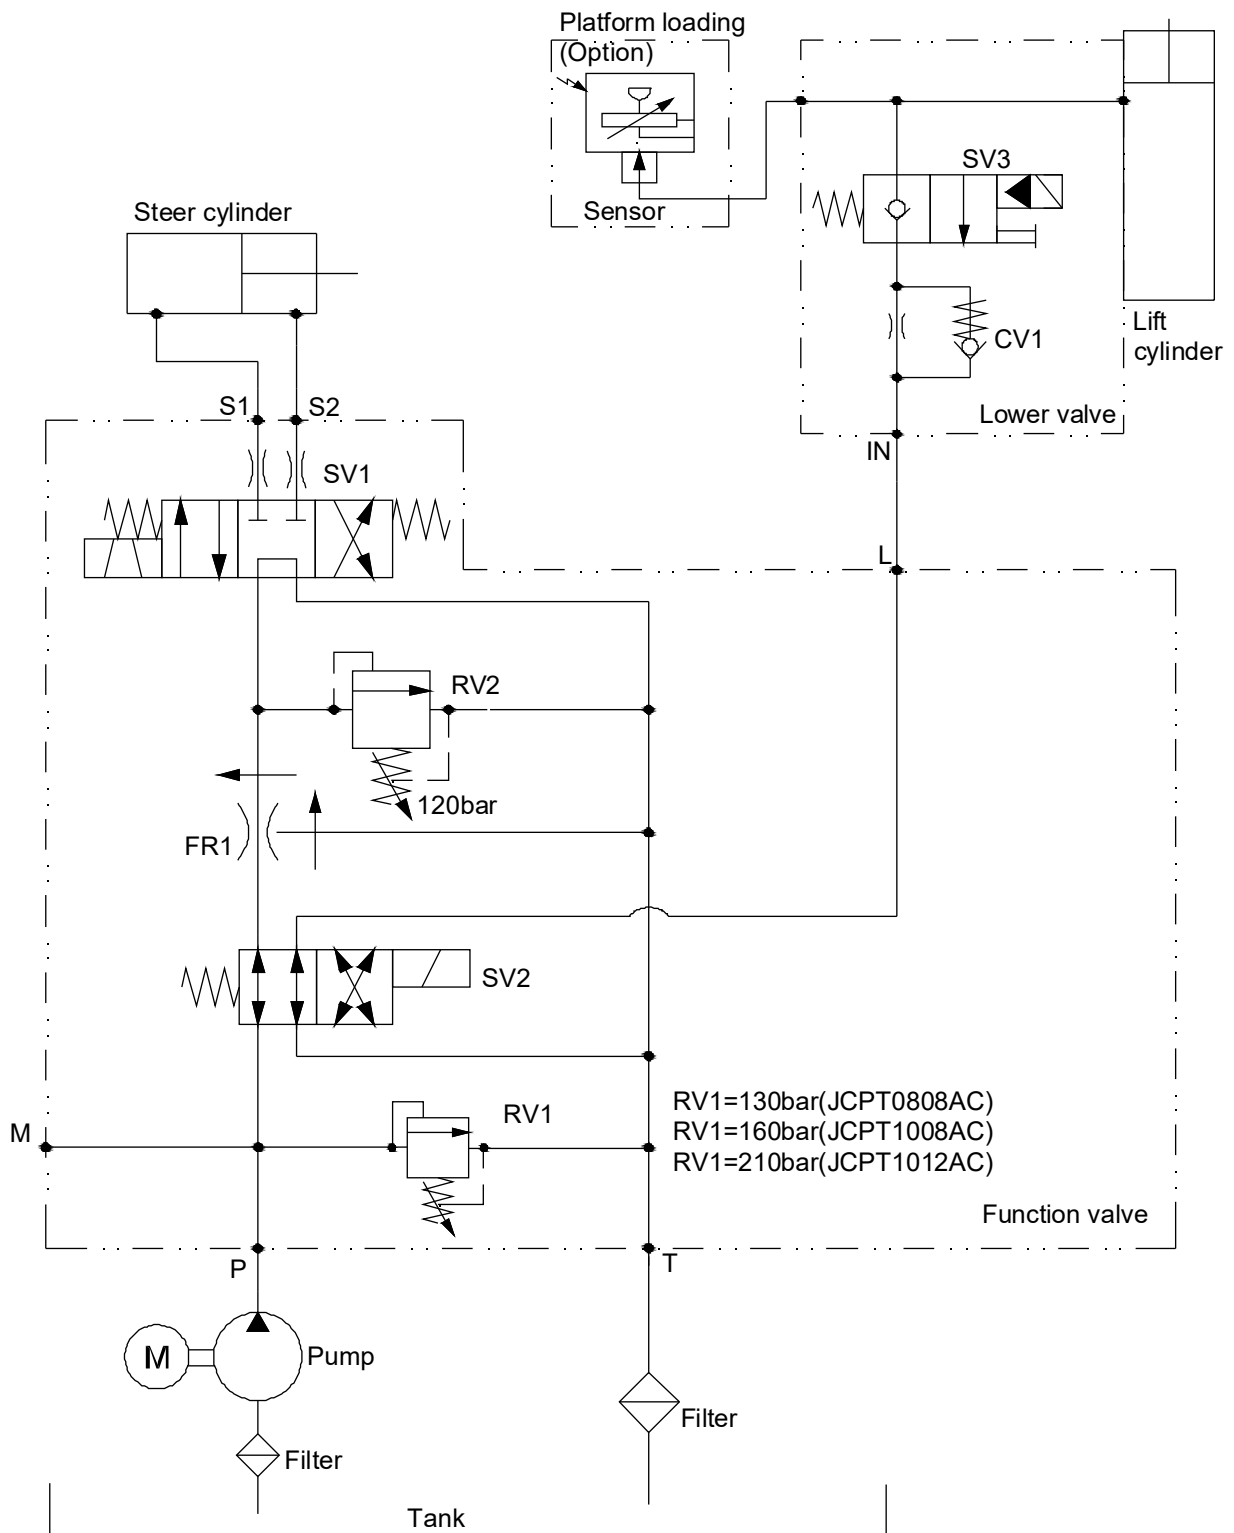 Platform loading
(Option)
Sensor
SV3
Steer cylinder
CV1
Lift
cylinder
Lower valve
IN
S1
S2
SV1
L
RV2
120bar
FR1
SV2
RV1
RV1=130bar(JCPT0808AC)
RV1=160bar(JCPT1008AC)
RV1=210bar(JCPT1012AC)
M
Function valve
P
T
M
Pump
Filter
Filter
Tank